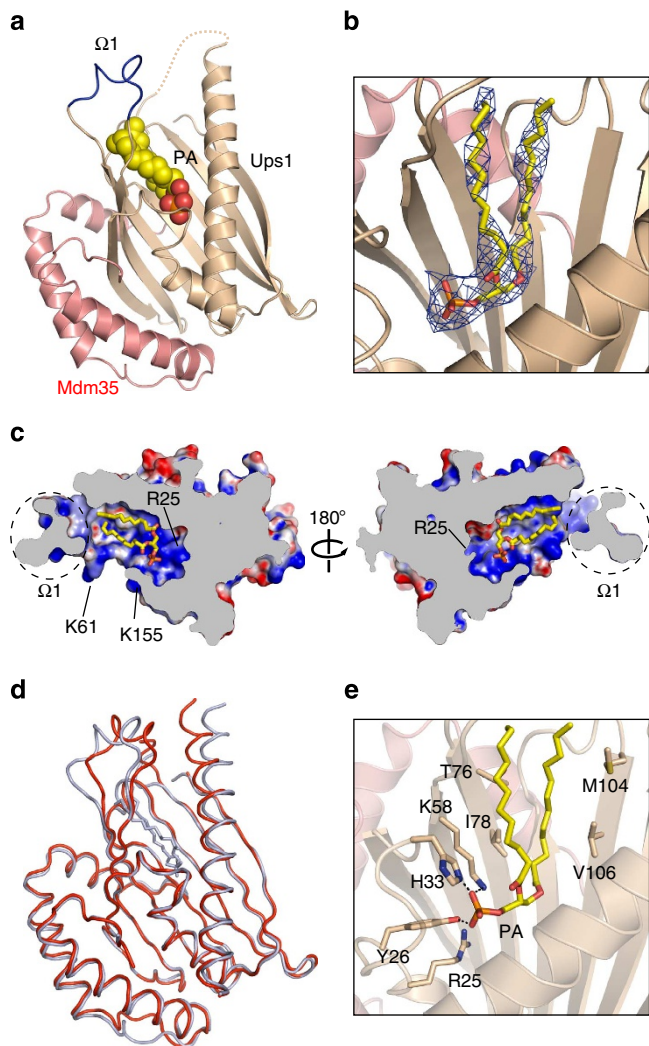 a
Ω1
PA
Ups1
Mdm35
b
c
R25
Ω1
K61
K155
180°
R25
Ω1
d
e
T76
M104
K58
I78
H33
V106
PA
Y26
R25